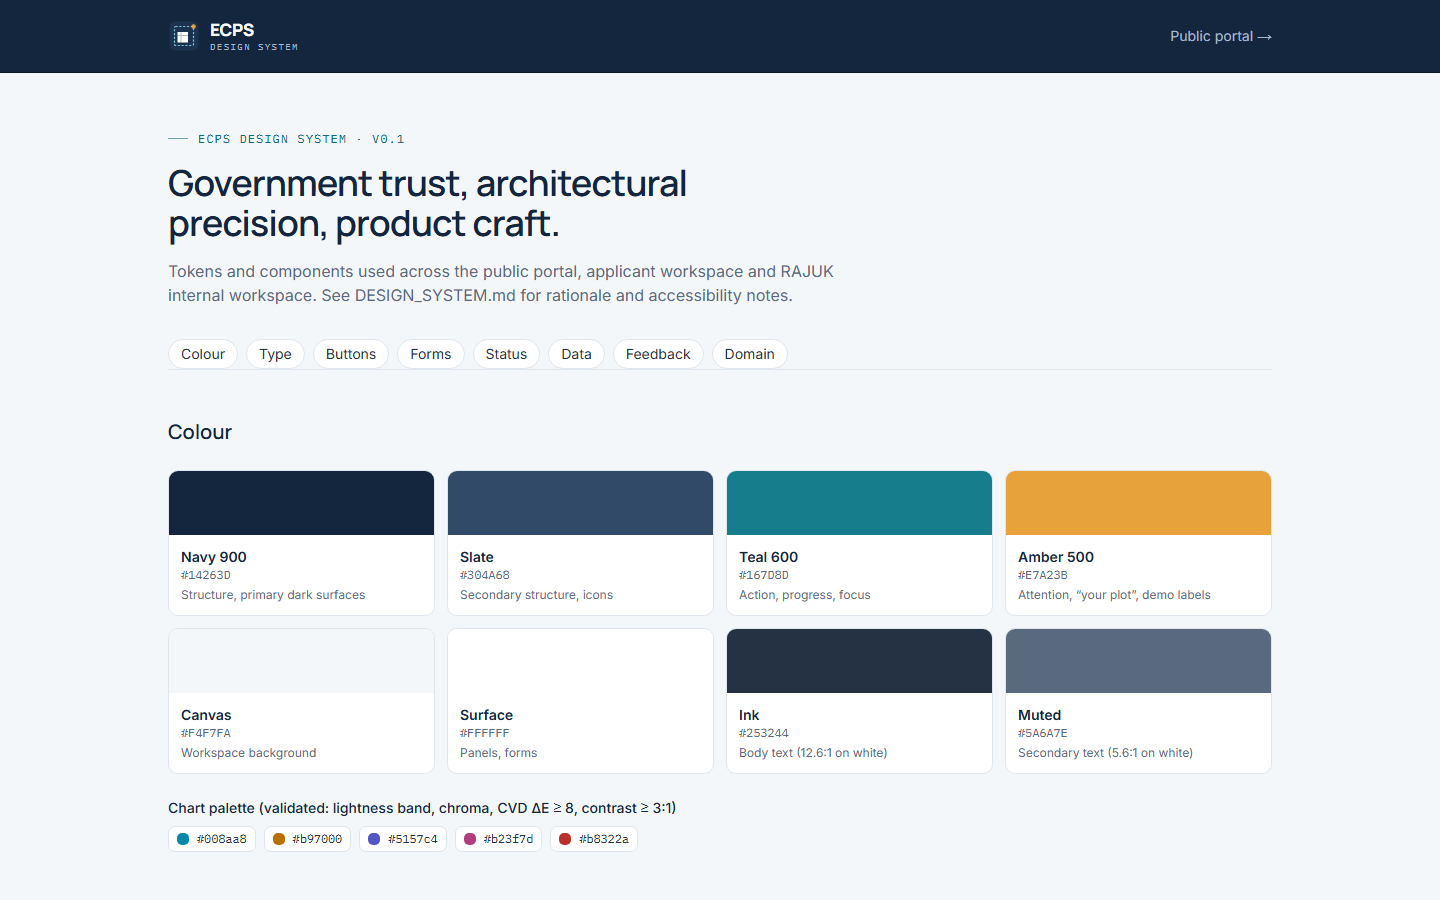 ECPS
DESIGN SYSTEM
Public portal →
ECPS DESIGN SYSTEM · V0.1
Government trust, architectural
precision, product craft.
Tokens and components used across the public portal, applicant workspace and RAJUK
internal workspace. See DESIGN_SYSTEM.md for rationale and accessibility notes.
Colour Type Buttons Forms Status Data Feedback Domain
Colour
Navy 900
#14263D
Structure, primary dark surfaces
Slate
#304A68
Secondary structure, icons
Teal 600
#167D8D
Action, progress, focus
Amber 500
#E7A23B
Attention, “your plot”, demo labels
Canvas
#F4F7FA
Workspace background
Surface
#FFFFFF
Panels, forms
Ink
#253244
Body text (12.6:1 on white)
Muted
#5A6A7E
Secondary text (5.6:1 on white)
Chart palette (validated: lightness band, chroma, CVD ΔE ≥ 8, contrast ≥ 3:1)
#008aa8 #b97000 #5157c4 #b23f7d #b8322a